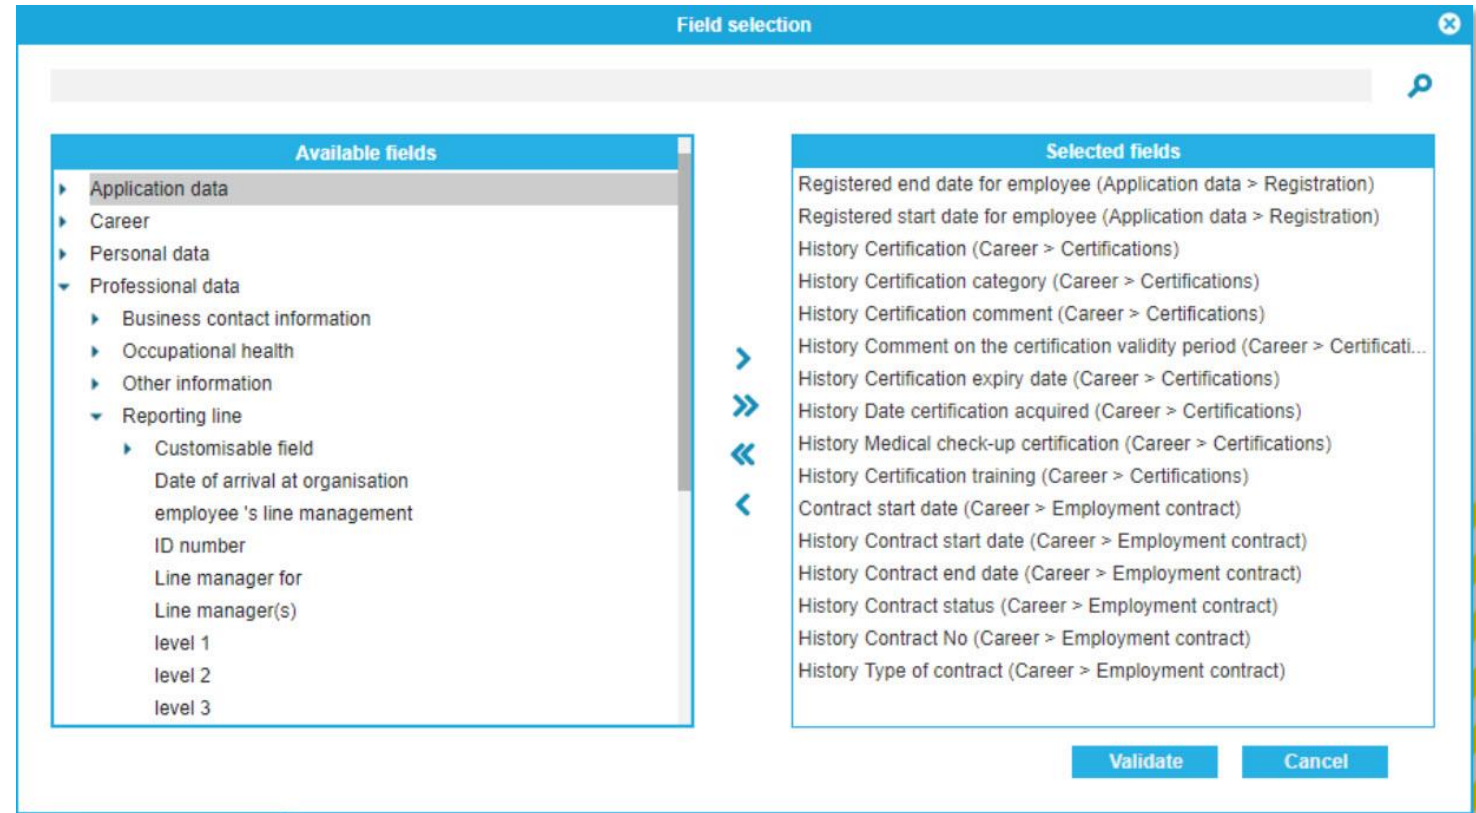 Field selection
Available fields
Application data
Career
Personal data
Professional data
Business contact information
Occupational health
Other information
Reporting line
Customisable field
Date of arrival at organisation
employee 's line management
ID number
Line manager for
Line manager(s)
level 1
level 2
level 3
Selected fields
Registered end date for employee (Application data > Registration)
Registered start date for employee (Application data > Registration)
History Certification (Career > Certifications)
History Certification category (Career > Certifications)
History Certification comment (Career > Certifications)
History Comment on the certification validity period (Career > Certificati...
History Certification expiry date (Career > Certifications)
History Date certification acquired (Career > Certifications)
History Medical check-up certification (Career > Certifications)
History Certification training (Career > Certifications)
Contract start date (Career > Employment contract)
History Contract start date (Career > Employment contract)
History Contract end date (Career > Employment contract)
History Contract status (Career > Employment contract)
History Contract No (Career > Employment contract)
History Type of contract (Career > Employment contract)
Validate
Cancel